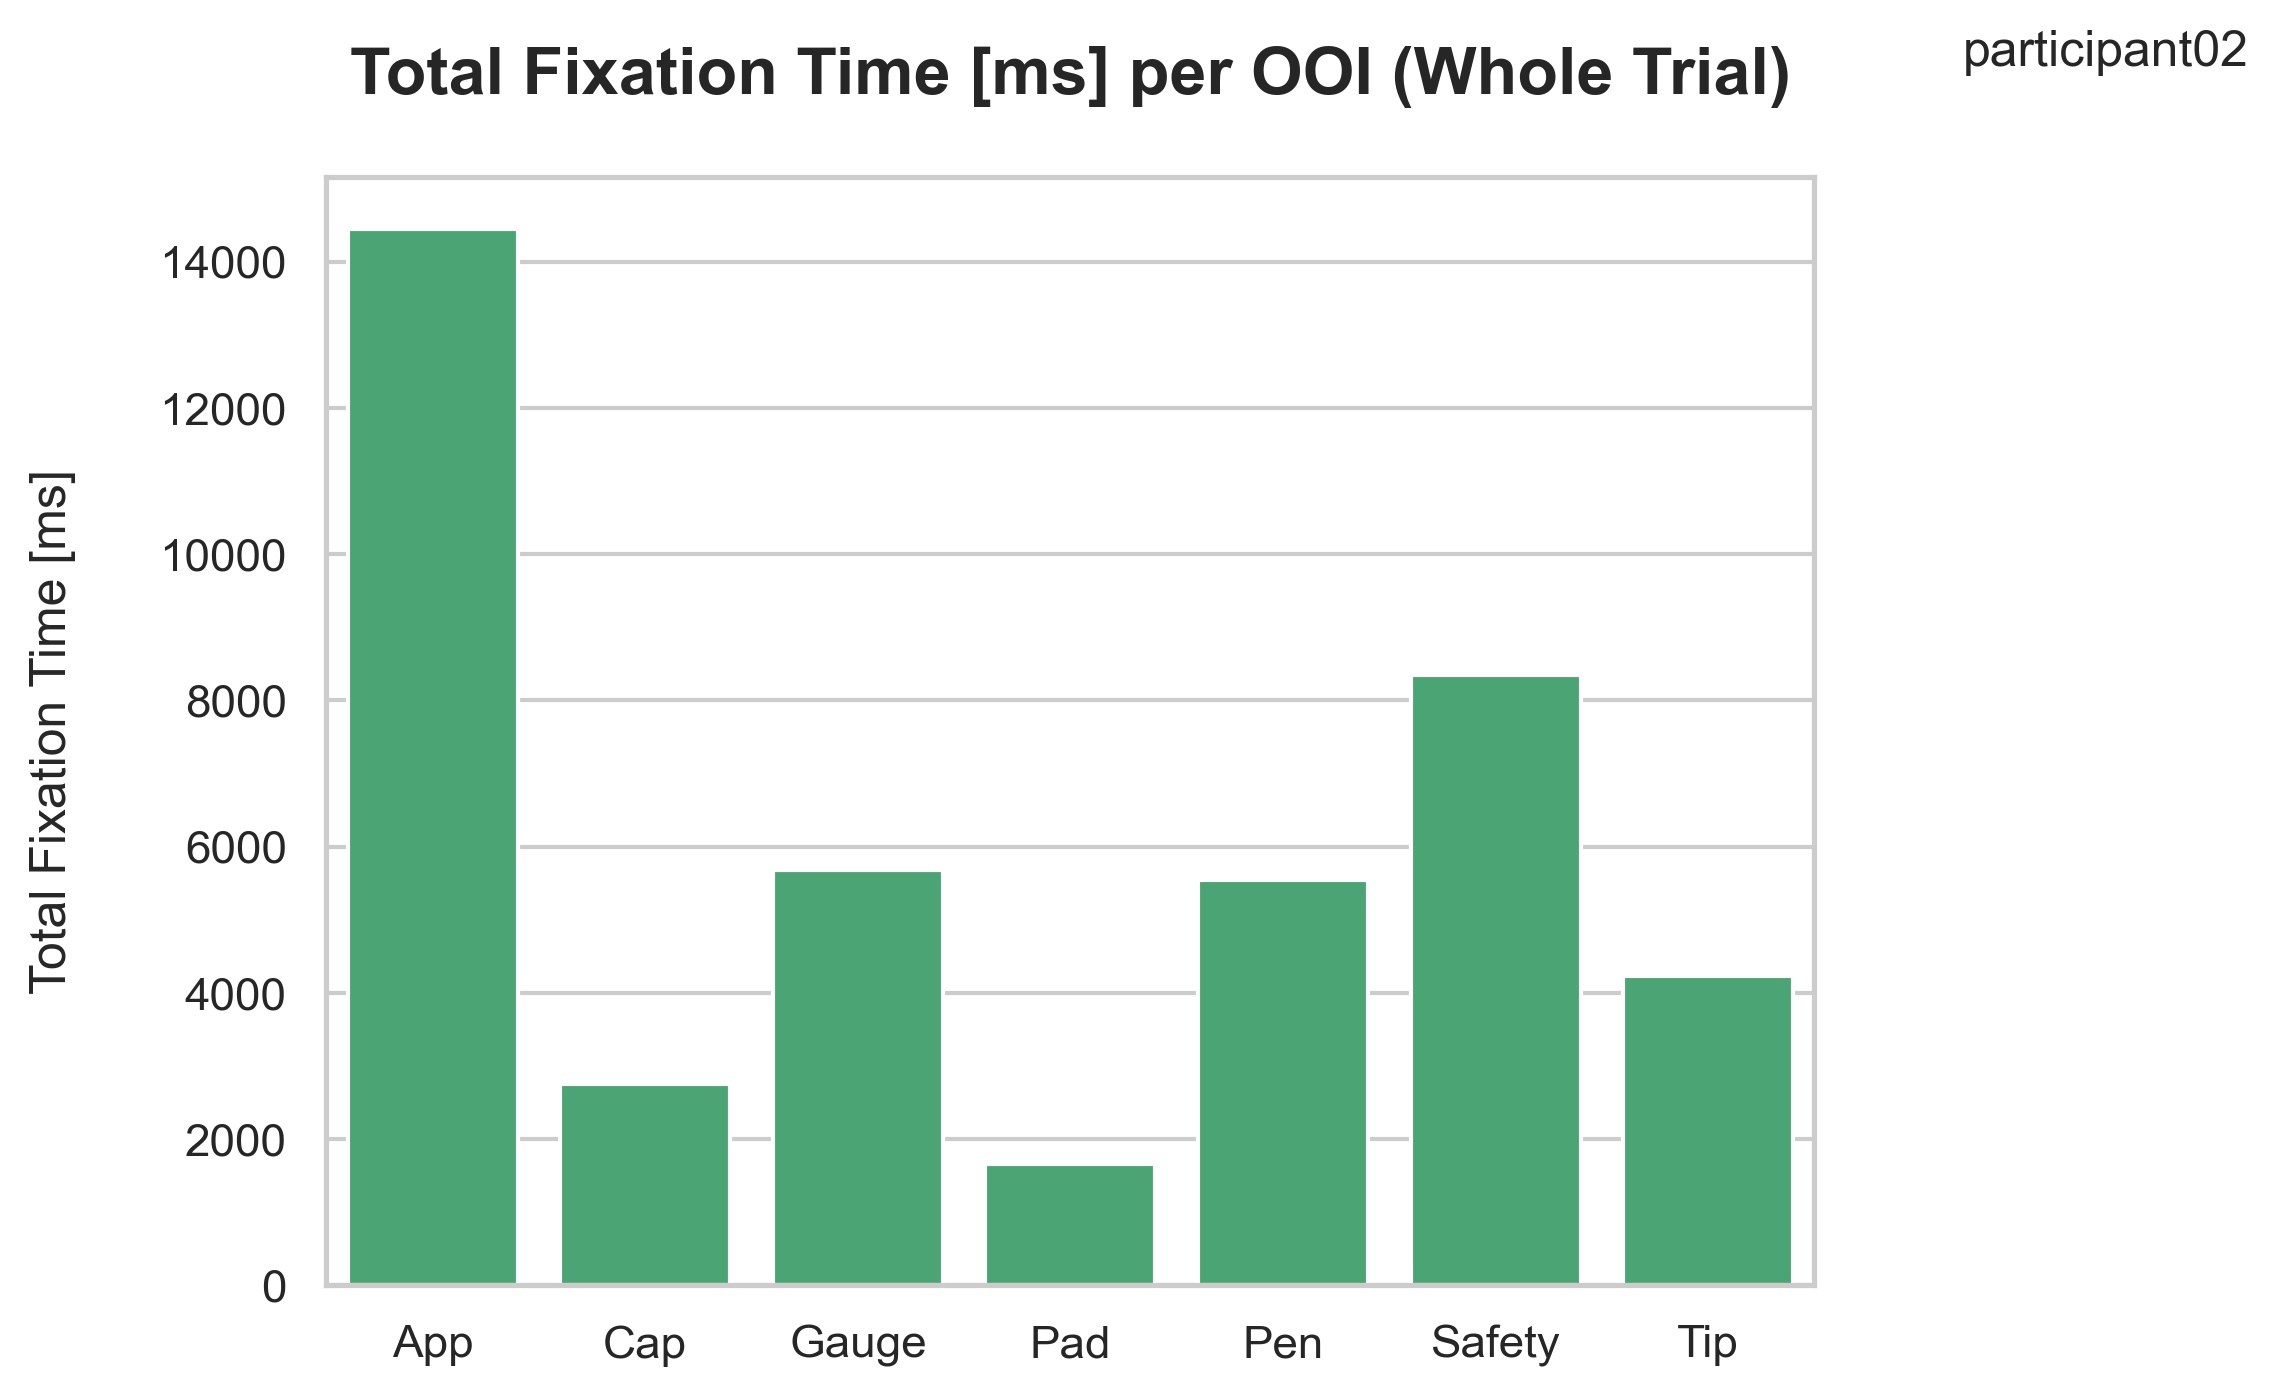 Total Fixation Time [ms] per OOI (Whole Trial)
participant02
Total Fixation Time [ms]
14000
12000
10000
8000
6000
4000
2000
0
App Cap Gauge Pad Pen Safety Tip